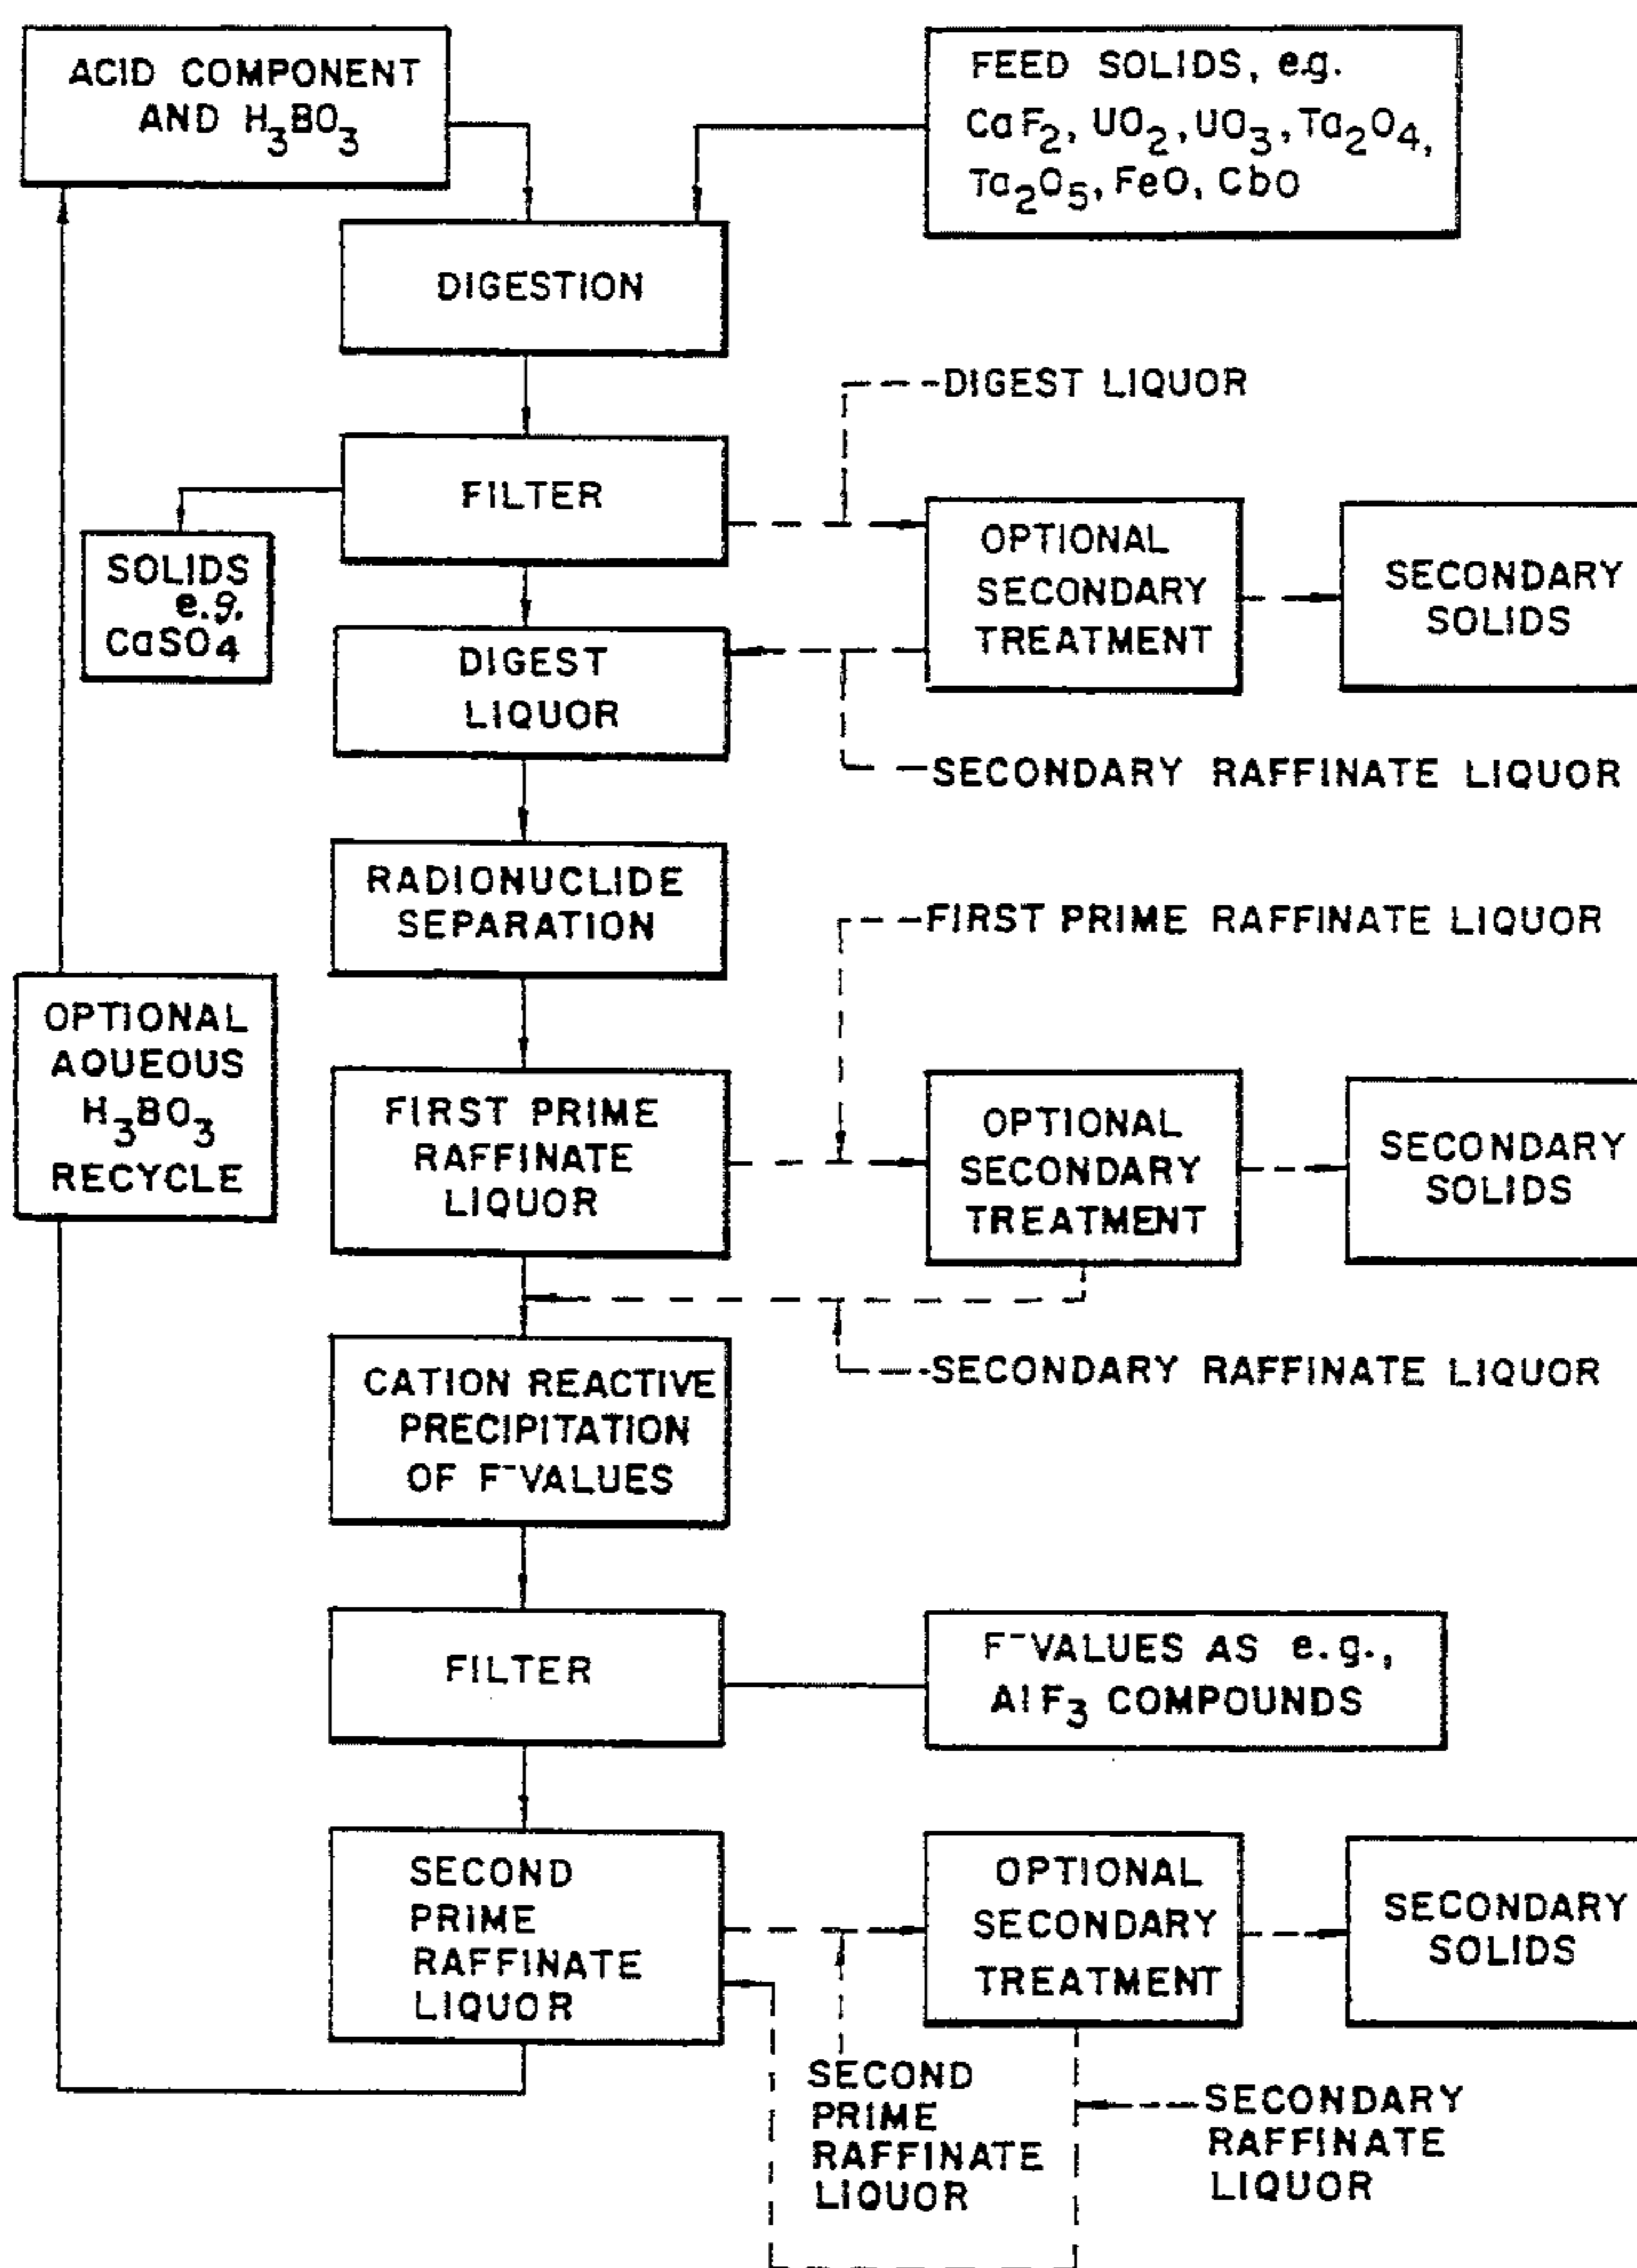 ACID COMPONENT
AND H3BO3
FEED SOLIDS, e.g.
CaF2, UO2, UO3, Ta2O4,
Ta2O5, FeO, CbO
DIGESTION
DIGEST LIQUOR
FILTER
SOLIDS
e.g.
CaSO4
OPTIONAL
SECONDARY
TREATMENT
SECONDARY
SOLIDS
DIGEST
LIQUOR
SECONDARY RAFFINATE LIQUOR
RADIONUCLIDE
SEPARATION
FIRST PRIME RAFFINATE LIQUOR
OPTIONAL
AQUEOUS
H3BO3
RECYCLE
FIRST PRIME
RAFFINATE
LIQUOR
OPTIONAL
SECONDARY
TREATMENT
SECONDARY
SOLIDS
SECONDARY RAFFINATE LIQUOR
CATION REACTIVE
PRECIPITATION
OF F⁻VALUES
FILTER
F⁻VALUES AS e.g.,
AlF3 COMPOUNDS
SECOND
PRIME
RAFFINATE
LIQUOR
OPTIONAL
SECONDARY
TREATMENT
SECONDARY
SOLIDS
SECOND
PRIME
RAFFINATE
LIQUOR
SECONDARY
RAFFINATE
LIQUOR